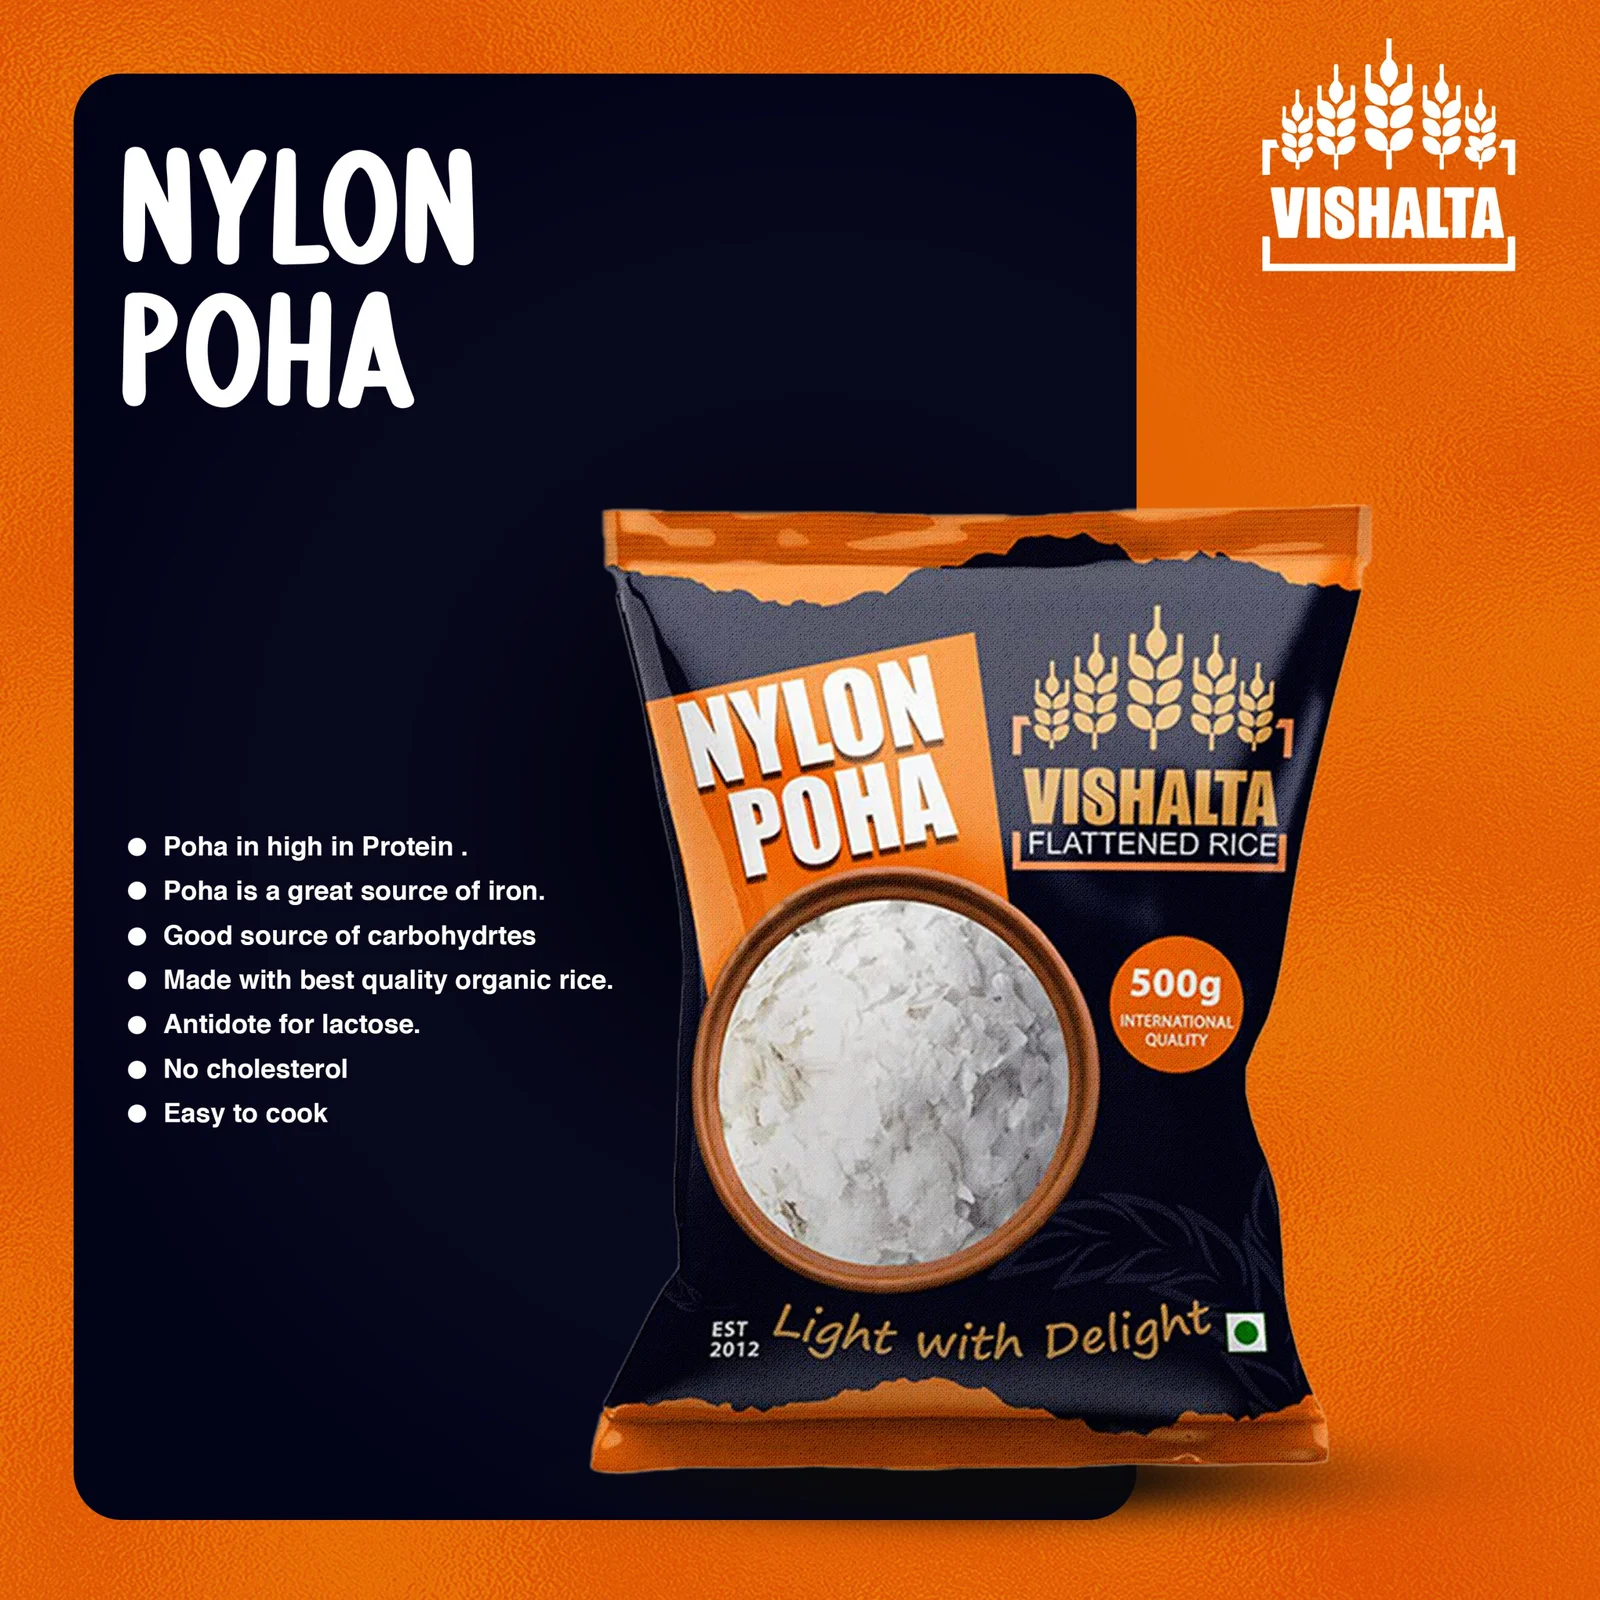 NYLON
POHA
VISHALTA
Poha in high in Protein .
Poha is a great source of iron.
Good source of carbohydrtes
Made with best quality organic rice.
Antidote for lactose.
No cholesterol
Easy to cook
NYLON
POHA
VISHALTA
FLATTENED RICE
500g
INTERNATIONAL
QUALITY
EST
2012
Light with Delight